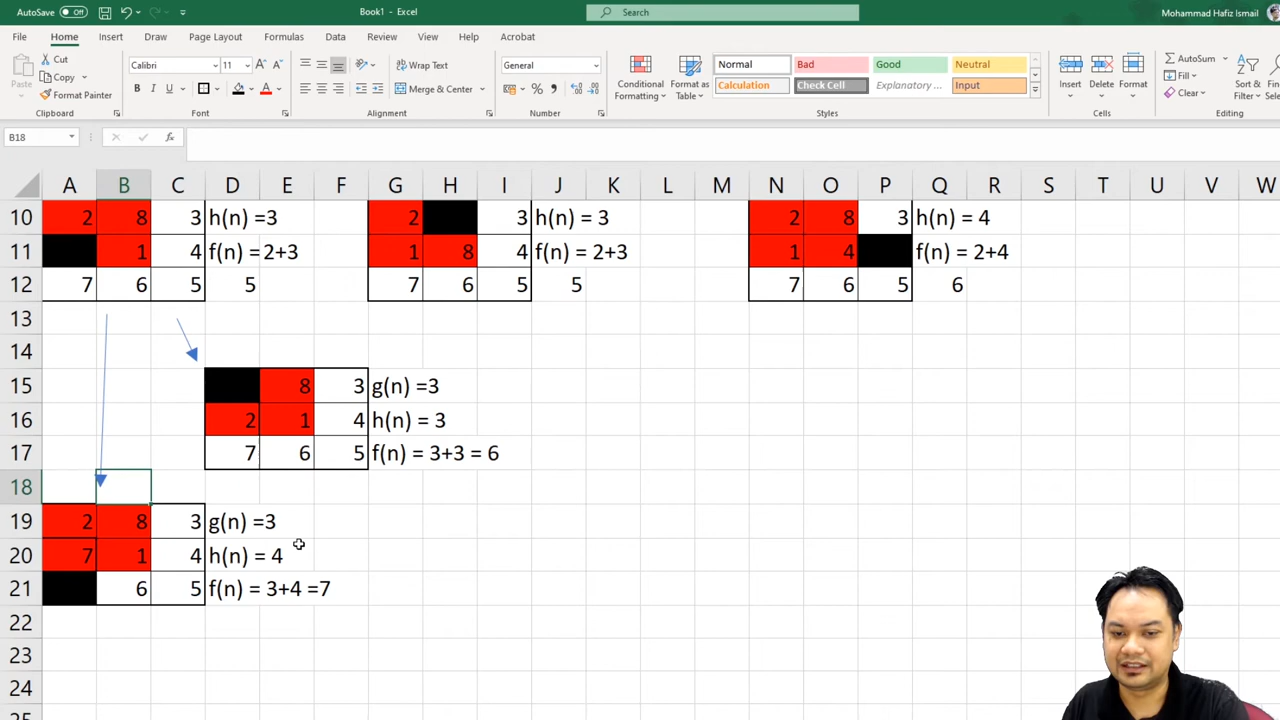 AutoSave Off Book1 - Excel Search Mohammad Hafiz Ismail
File Home Insert Draw Page Layout Formulas Data Review View Help Acrobat
Cut
Copy
Format Painter
Paste
Clipboard
Calibri 11 A A
B I U A
Font
Wrap Text
Merge & Center
Alignment
General
$ % 9
Number
Conditional Formatting
Format as Table
Normal Bad Good Neutral
Calculation Check Cell Explanatory ... Input
Styles
Insert Delete Format
Cells
AutoSum
Fill
Clear
Sort & Filter
Find
Sele
Editing
B18 fx
A B C D E F G H I J K L M N O P Q R S T U V W
10 2 8 3 h(n) =3 2 3 h(n) = 3 2 8 3 h(n) = 4
11 1 4 f(n) =2+3 1 8 4 f(n) = 2+3 1 4 f(n) = 2+4
12 7 6 5 5 7 6 5 5 7 6 5 6
13
14
15 8 3 g(n) =3
16 2 1 4 h(n) = 3
17 7 6 5 f(n) = 3+3 = 6
18
19 2 8 3 g(n) =3
20 7 1 4 h(n) = 4
21 6 5 f(n) = 3+4 =7
22
23
24